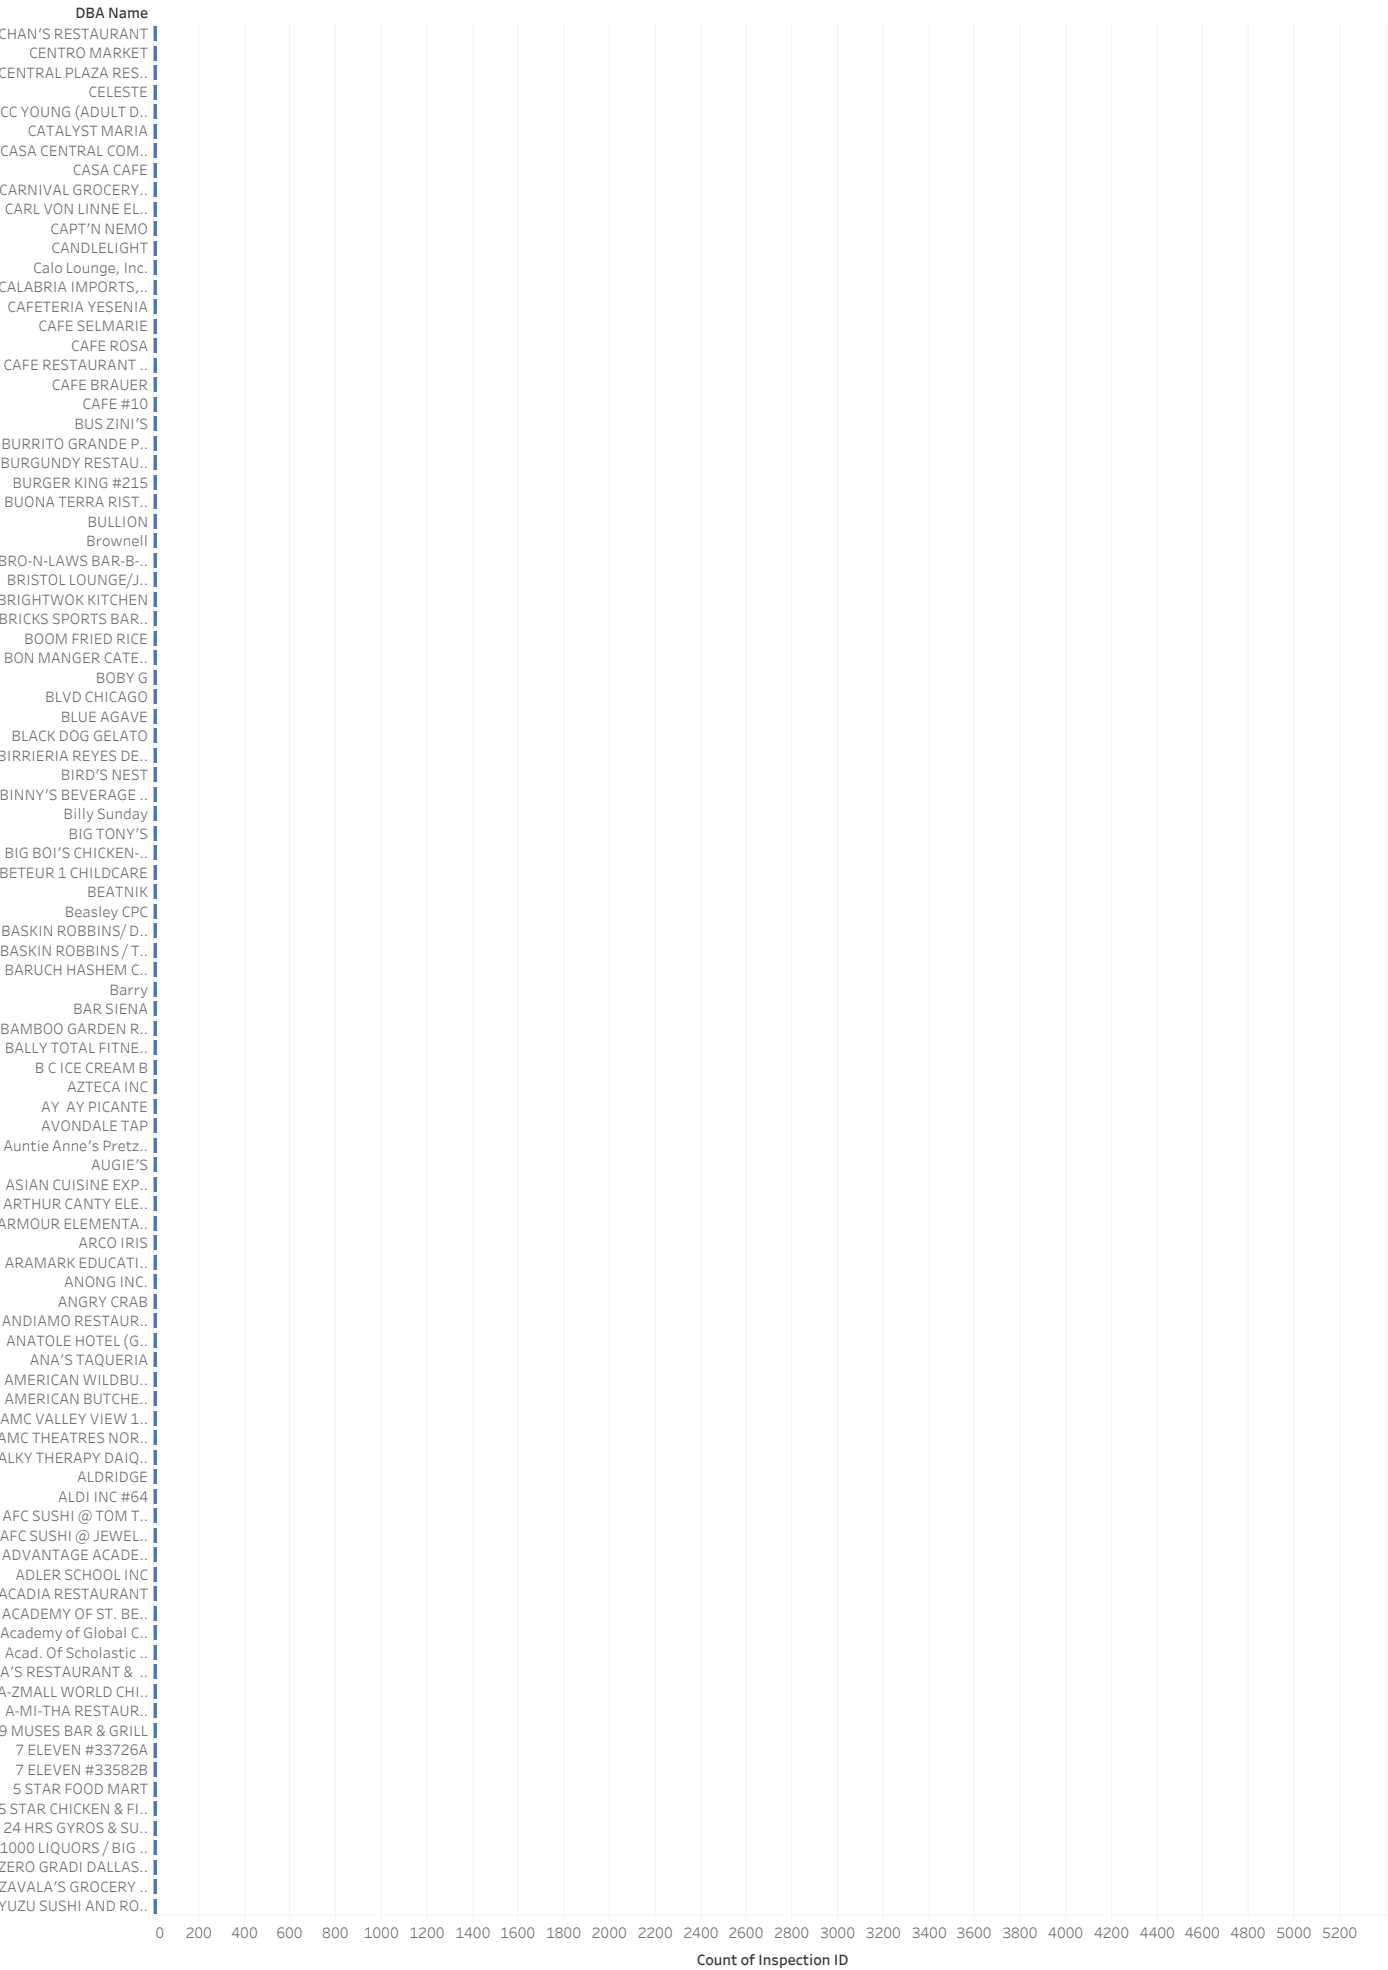 DBA Name
CHAN'S RESTAURANT
CENTRO MARKET
CENTRAL PLAZA RES..
CELESTE
CC YOUNG (ADULT D..
CATALYST MARIA
CASA CENTRAL COM..
CASA CAFE
CARNIVAL GROCERY..
CARL VON LINNE EL..
CAPT'N NEMO
CANDLELIGHT
Calo Lounge, Inc.
CALABRIA IMPORTS,..
CAFETERIA YESENIA
CAFE SELMARIE
CAFE ROSA
CAFE RESTAURANT ..
CAFE BRAUER
CAFE #10
BUS ZINI'S
BURRITO GRANDE P..
BURGUNDY RESTAU..
BURGER KING #215
BUONA TERRA RIST..
BULLION
Brownell
BRO-N-LAWS BAR-B-..
BRISTOL LOUNGE/J..
BRIGHTWOK KITCHEN
BRICKS SPORTS BAR..
BOOM FRIED RICE
BON MANGER CATE..
BOBY G
BLVD CHICAGO
BLUE AGAVE
BLACK DOG GELATO
BIRRIERIA REYES DE..
BIRD'S NEST
BINNY'S BEVERAGE ..
Billy Sunday
BIG TONY'S
BIG BOI'S CHICKEN-..
BETEUR 1 CHILDCARE
BEATNIK
Beasley CPC
BASKIN ROBBINS/ D..
BASKIN ROBBINS / T..
BARUCH HASHEM C..
Barry
BAR SIENA
BAMBOO GARDEN R..
BALLY TOTAL FITNE..
B C ICE CREAM B
AZTECA INC
AY  AY PICANTE
AVONDALE TAP
Auntie Anne's Pretz..
AUGIE'S
ASIAN CUISINE EXP..
ARTHUR CANTY ELE..
ARMOUR ELEMENTA..
ARCO IRIS
ARAMARK EDUCATI..
ANONG INC.
ANGRY CRAB
ANDIAMO RESTAUR..
ANATOLE HOTEL (G..
ANA'S TAQUERIA
AMERICAN WILDBU..
AMERICAN BUTCHE..
AMC VALLEY VIEW 1..
AMC THEATRES NOR..
ALKY THERAPY DAIQ..
ALDRIDGE
ALDI INC #64
AFC SUSHI @ TOM T..
AFC SUSHI @ JEWEL..
ADVANTAGE ACADE..
ADLER SCHOOL INC
ACADIA RESTAURANT
ACADEMY OF ST. BE..
Academy of Global C..
Acad. Of Scholastic ..
A'S RESTAURANT &  ..
A-ZMALL WORLD CHI..
A-MI-THA RESTAUR..
9 MUSES BAR & GRILL
7 ELEVEN #33726A
7 ELEVEN #33582B
5 STAR FOOD MART
5 STAR CHICKEN & FI..
24 HRS GYROS & SU..
1000 LIQUORS / BIG ..
ZERO GRADI DALLAS..
ZAVALA'S GROCERY ..
YUZU SUSHI AND RO..
0 200 400 600 800 1000 1200 1400 1600 1800 2000 2200 2400 2600 2800 3000 3200 3400 3600 3800 4000 4200 4400 4600 4800 5000 5200
Count of Inspection ID